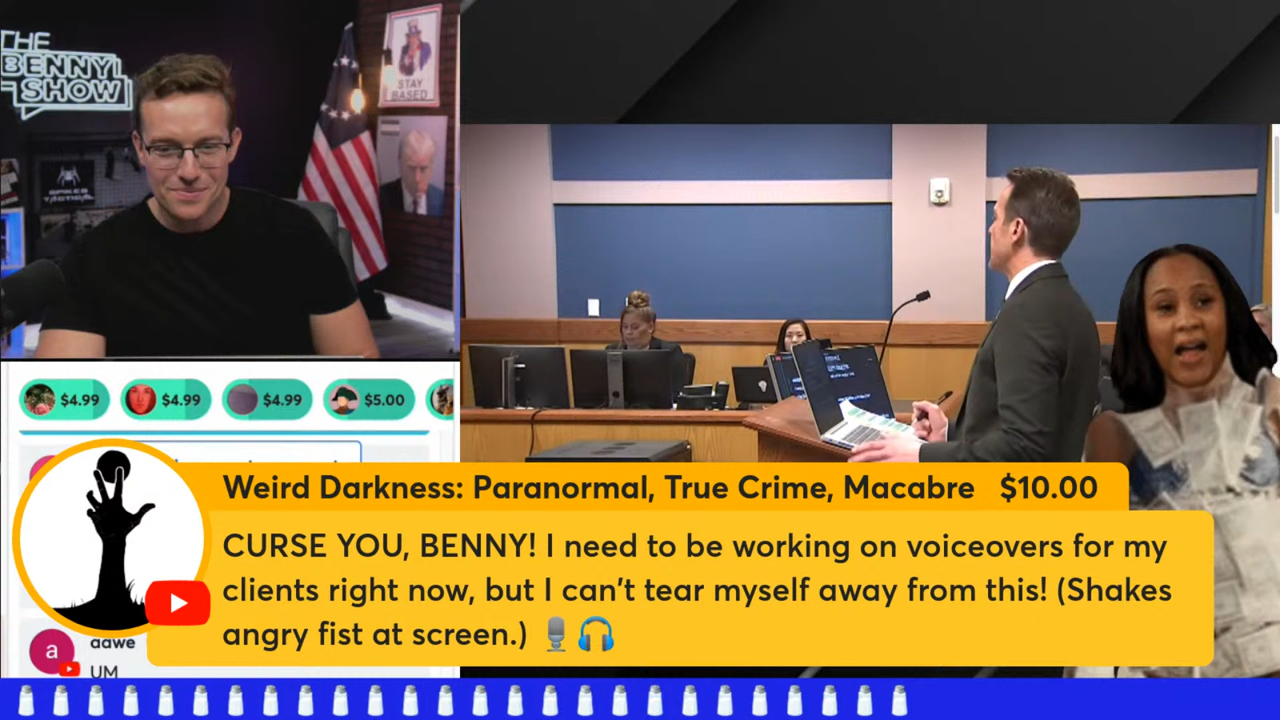 THE
BENNY
SHOW
STAY
BASED
SPIKES
TACTICAL
$4.99
$4.99
$4.99
$5.00
Weird Darkness: Paranormal, True Crime, Macabre $10.00
CURSE YOU, BENNY! I need to be working on voiceovers for my
clients right now, but I can't tear myself away from this! (Shakes
angry fist at screen.) 🎙️🎧
a
aawe
UM